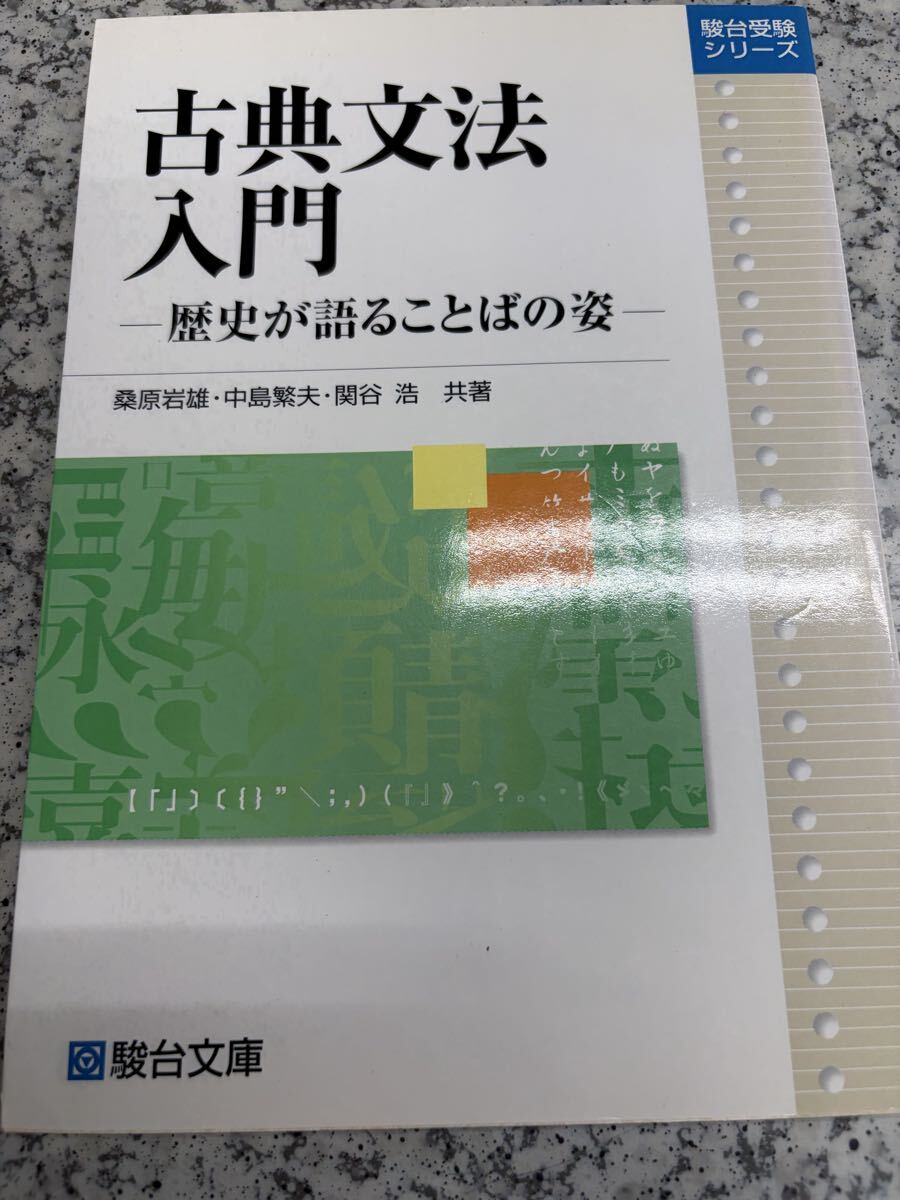 駿台受験
シリーズ
古典文法
入門
―歴史が語ることばの姿―
桑原岩雄・中島繁夫・関谷 浩 共著
駿台文庫